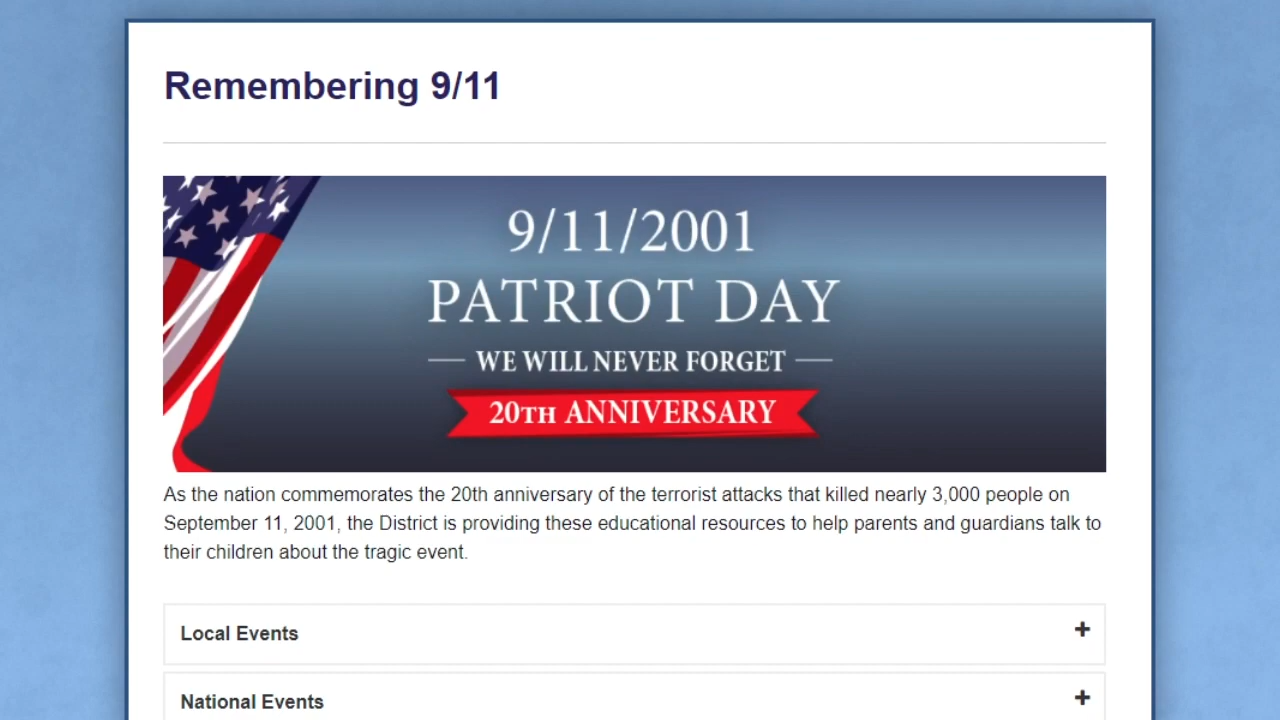 Remembering 9/11
9/11/2001
PATRIOT DAY
WE WILL NEVER FORGET
20TH ANNIVERSARY
As the nation commemorates the 20th anniversary of the terrorist attacks that killed nearly 3,000 people on
September 11, 2001, the District is providing these educational resources to help parents and guardians talk to
their children about the tragic event.
Local Events +
National Events +